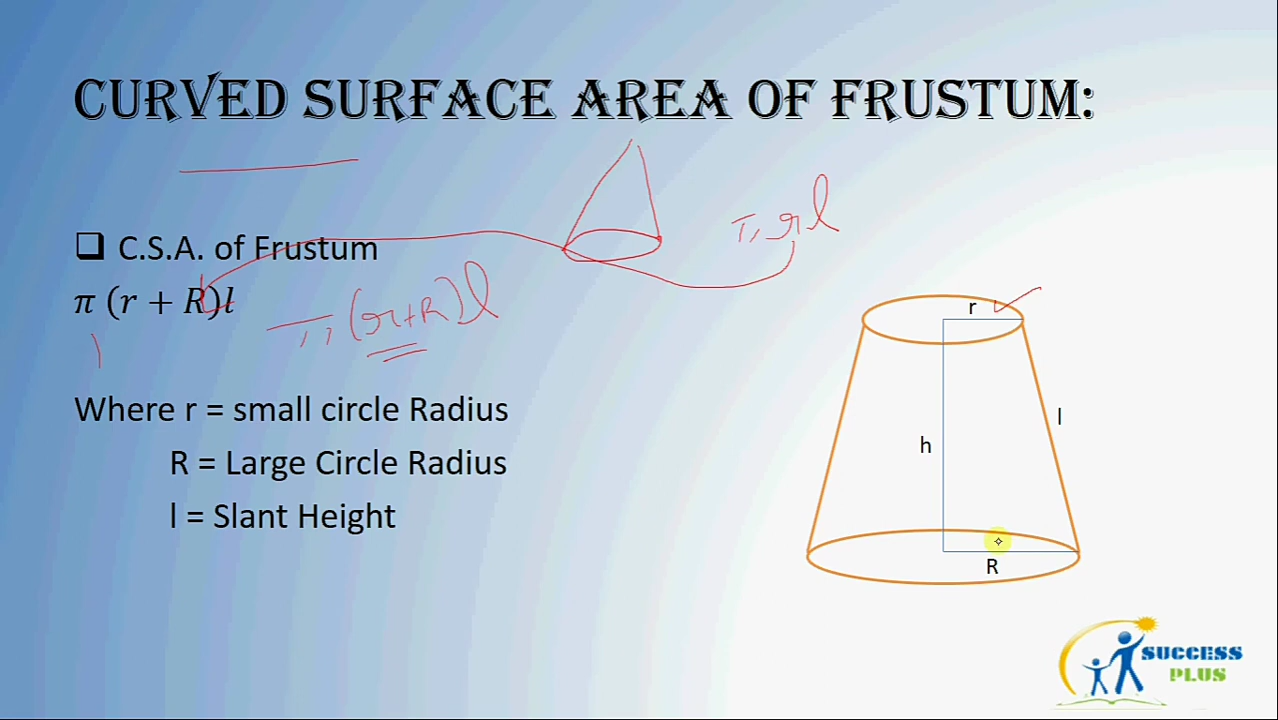 CURVED SURFACE AREA OF FRUSTUM:
πrl
❑ C.S.A. of Frustum
π (r + R)l
π(r+R)l
Where r = small circle Radius
R = Large Circle Radius
l = Slant Height
r
l
h
R
SUCCESS
PLUS